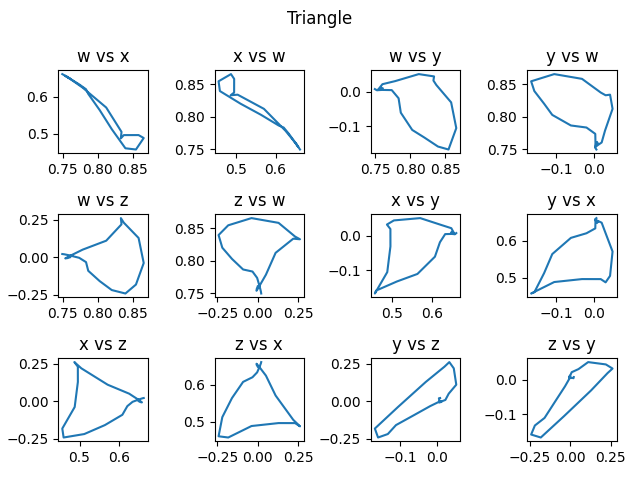 Triangle
w vs x
x vs w
w vs y
y vs w
0.6
0.5
0.75 0.80 0.85
0.85
0.80
0.75
0.5 0.6
0.0
−0.1
0.75 0.80 0.85
0.85
0.80
0.75
−0.1 0.0
w vs z
z vs w
x vs y
y vs x
0.25
0.00
−0.25
0.75 0.80 0.85
0.85
0.80
0.75
−0.25 0.00 0.25
0.0
−0.1
0.5 0.6
0.6
0.5
−0.1 0.0
x vs z
z vs x
y vs z
z vs y
0.25
0.00
−0.25
0.5 0.6
0.6
0.5
−0.25 0.00 0.25
0.25
0.00
−0.25
−0.1 0.0
0.0
−0.1
−0.25 0.00 0.25